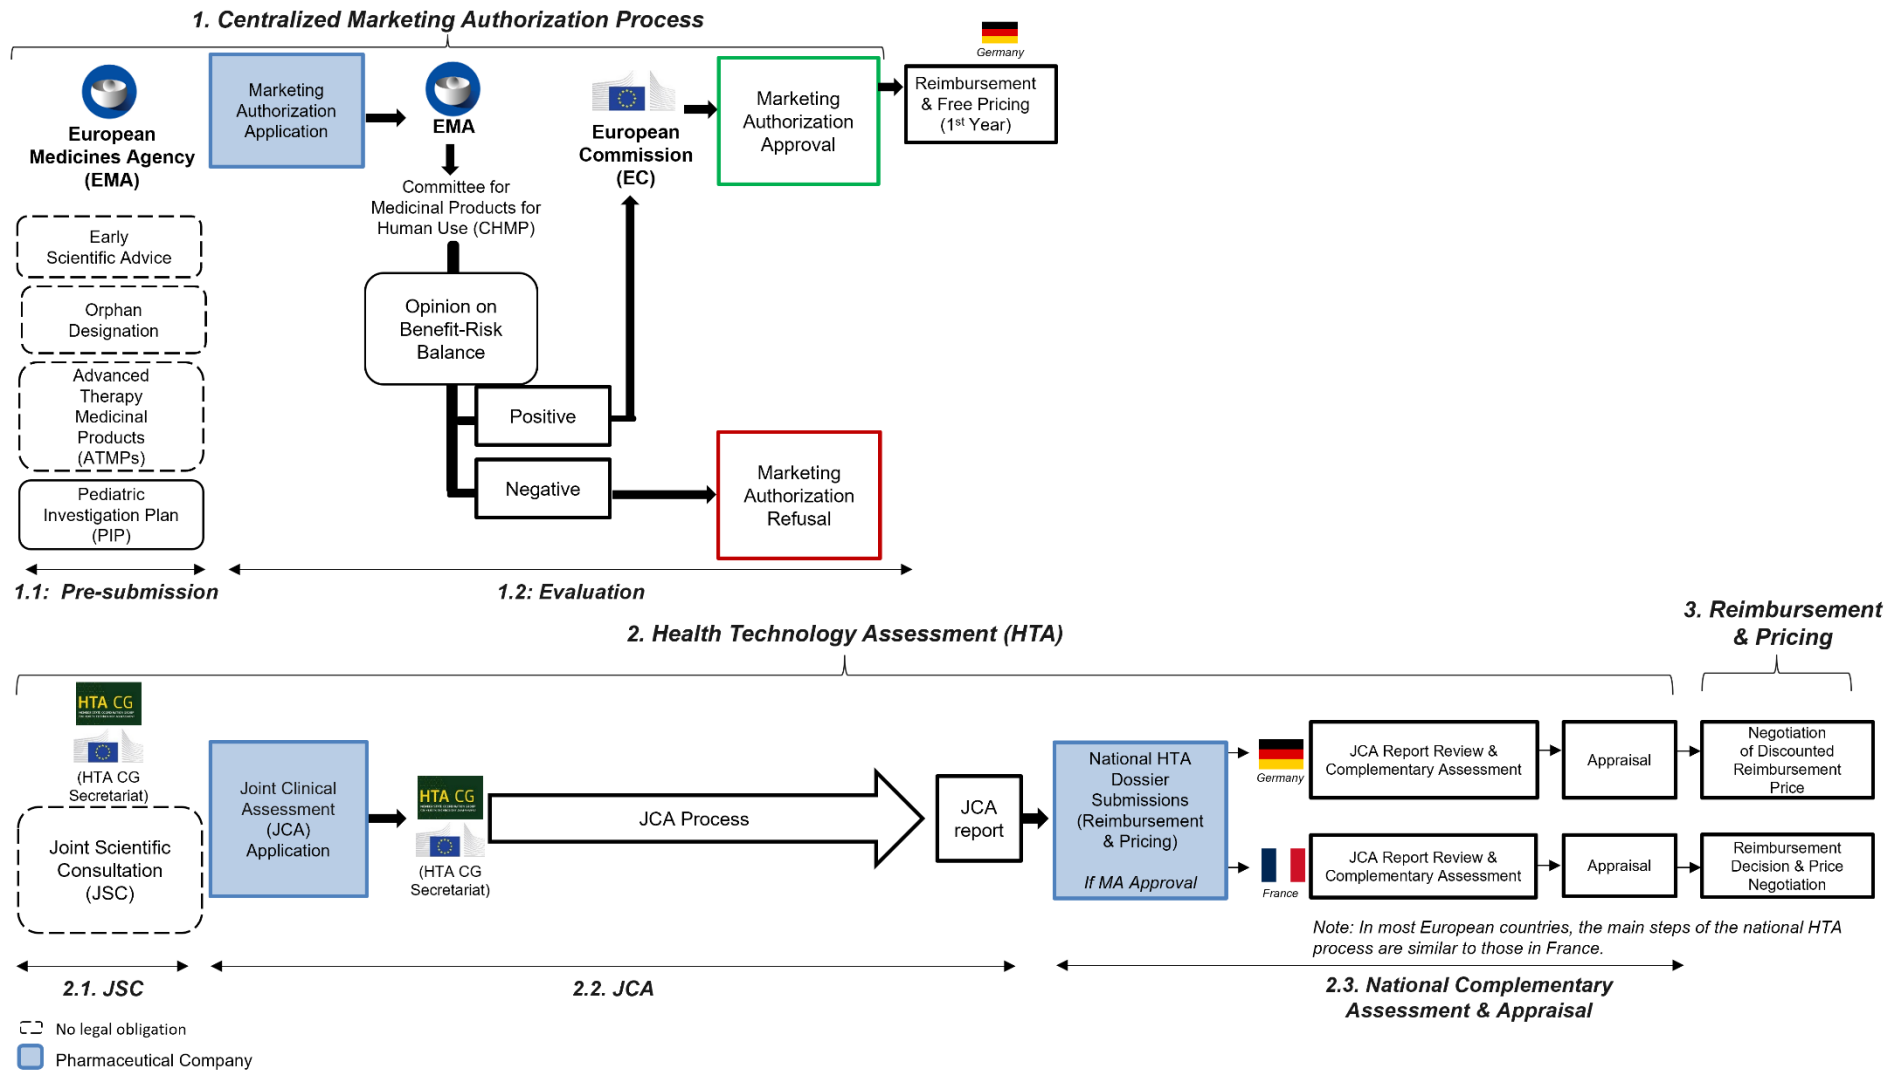 1. Centralized Marketing Authorization Process
Germany
European
Medicines Agency
(EMA)
Marketing
Authorization
Application
EMA
European
Commission
(EC)
Marketing
Authorization
Approval
Reimbursement
& Free Pricing
(1st Year)
Committee for
Medicinal Products for
Human Use (CHMP)
Early
Scientific Advice
Orphan
Designation
Advanced
Therapy
Medicinal
Products
(ATMPs)
Pediatric
Investigation Plan
(PIP)
Opinion on
Benefit-Risk
Balance
Positive
Negative
Marketing
Authorization
Refusal
1.1: Pre-submission
1.2: Evaluation
2. Health Technology Assessment (HTA)
3. Reimbursement
& Pricing
HTA CG
(HTA CG
Secretariat)
Joint Scientific
Consultation
(JSC)
Joint Clinical
Assessment
(JCA)
Application
HTA CG
(HTA CG
Secretariat)
JCA Process
JCA
report
National HTA
Dossier
Submissions
(Reimbursement
& Pricing)
If MA Approval
Germany
JCA Report Review &
Complementary Assessment
Appraisal
Negotiation
of Discounted
Reimbursement
Price
France
JCA Report Review &
Complementary Assessment
Appraisal
Reimbursement
Decision & Price
Negotiation
Note: In most European countries, the main steps of the national HTA
process are similar to those in France.
2.1. JSC
2.2. JCA
2.3. National Complementary
Assessment & Appraisal
No legal obligation
Pharmaceutical Company